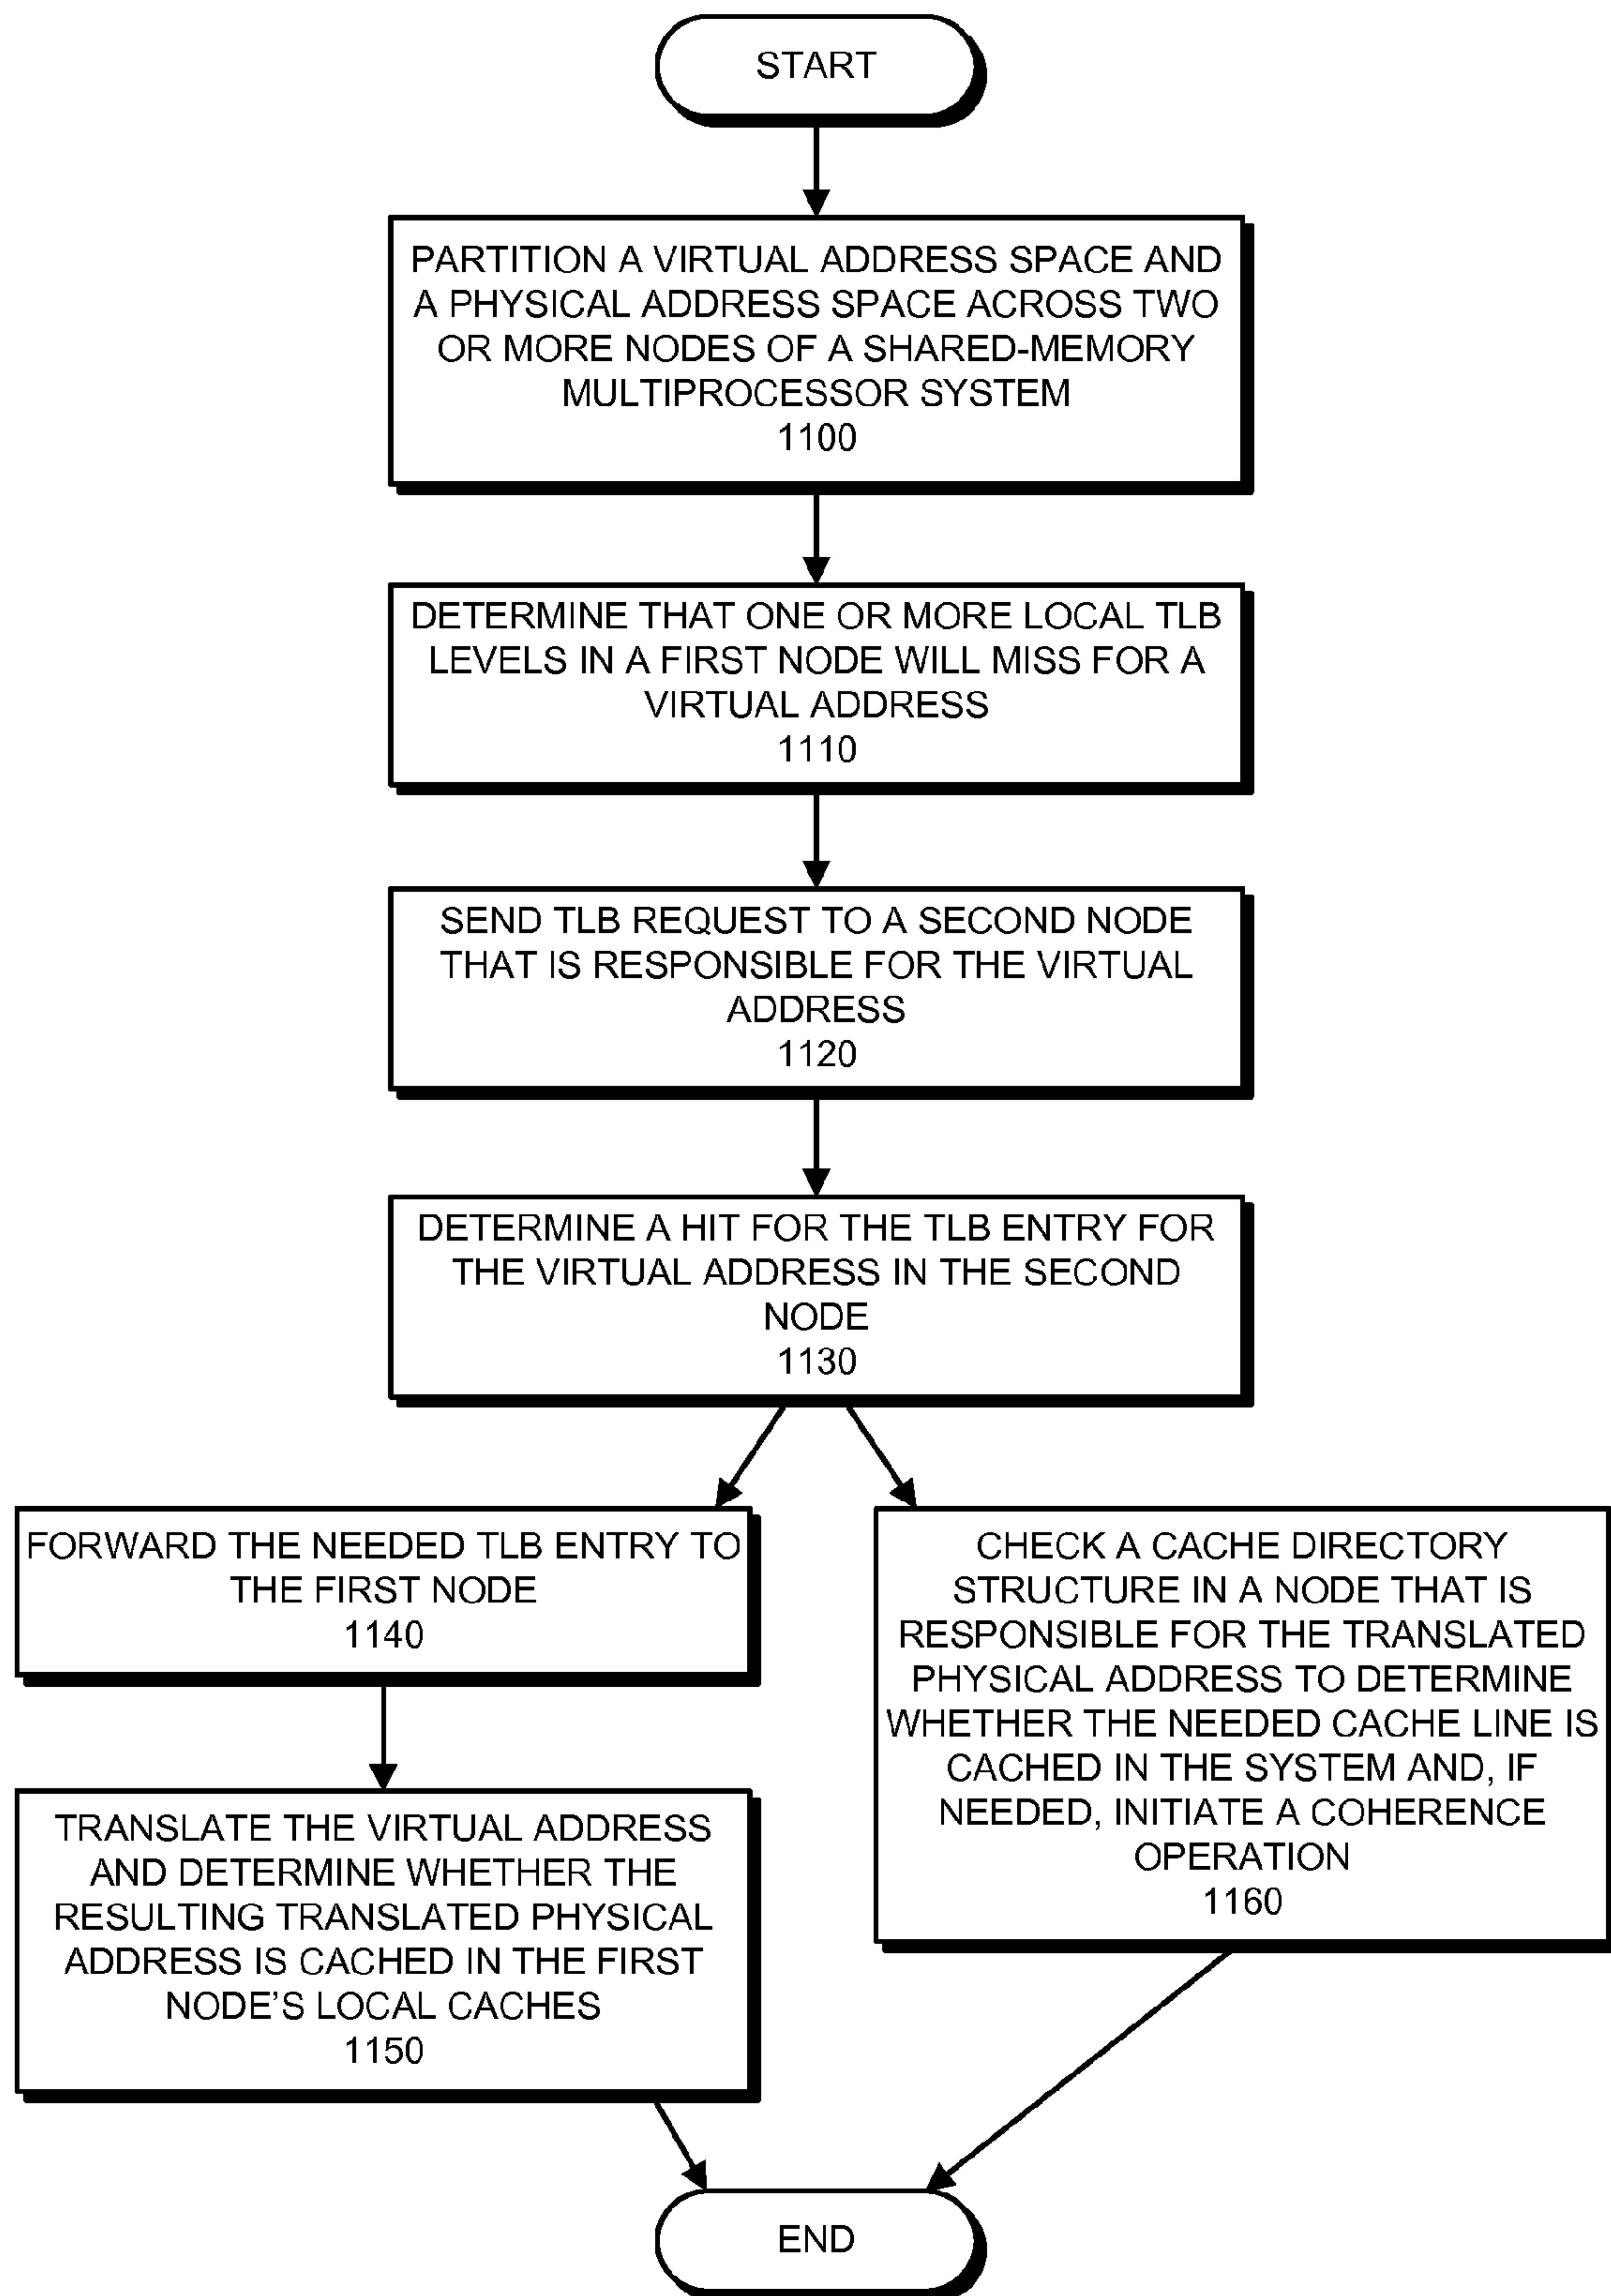 START
PARTITION A VIRTUAL ADDRESS SPACE AND
A PHYSICAL ADDRESS SPACE ACROSS TWO
OR MORE NODES OF A SHARED-MEMORY
MULTIPROCESSOR SYSTEM
1100
DETERMINE THAT ONE OR MORE LOCAL TLB
LEVELS IN A FIRST NODE WILL MISS FOR A
VIRTUAL ADDRESS
1110
SEND TLB REQUEST TO A SECOND NODE
THAT IS RESPONSIBLE FOR THE VIRTUAL
ADDRESS
1120
DETERMINE A HIT FOR THE TLB ENTRY FOR
THE VIRTUAL ADDRESS IN THE SECOND
NODE
1130
FORWARD THE NEEDED TLB ENTRY TO
THE FIRST NODE
1140
TRANSLATE THE VIRTUAL ADDRESS
AND DETERMINE WHETHER THE
RESULTING TRANSLATED PHYSICAL
ADDRESS IS CACHED IN THE FIRST
NODE'S LOCAL CACHES
1150
CHECK A CACHE DIRECTORY
STRUCTURE IN A NODE THAT IS
RESPONSIBLE FOR THE TRANSLATED
PHYSICAL ADDRESS TO DETERMINE
WHETHER THE NEEDED CACHE LINE IS
CACHED IN THE SYSTEM AND, IF
NEEDED, INITIATE A COHERENCE
OPERATION
1160
END